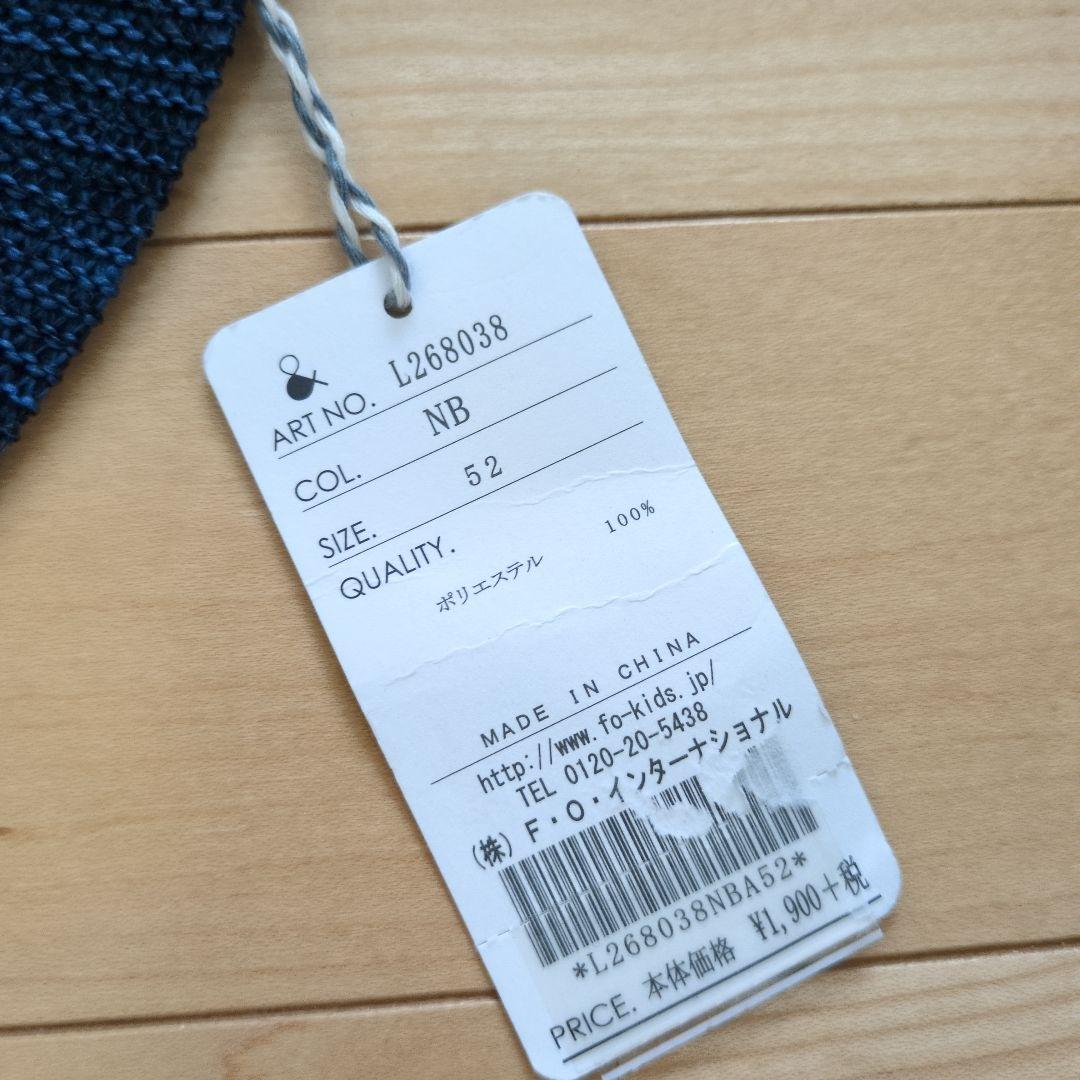 &
ART NO. L268038
COL. NB
SIZE. 52
QUALITY.
ポリエステル 100%
MADE IN CHINA
http://www.fo-kids.jp/
TEL 0120-20-5438
(株) F・O・インターナショナル
*L268038NBA52*
PRICE. 本体価格 ¥1,900+税